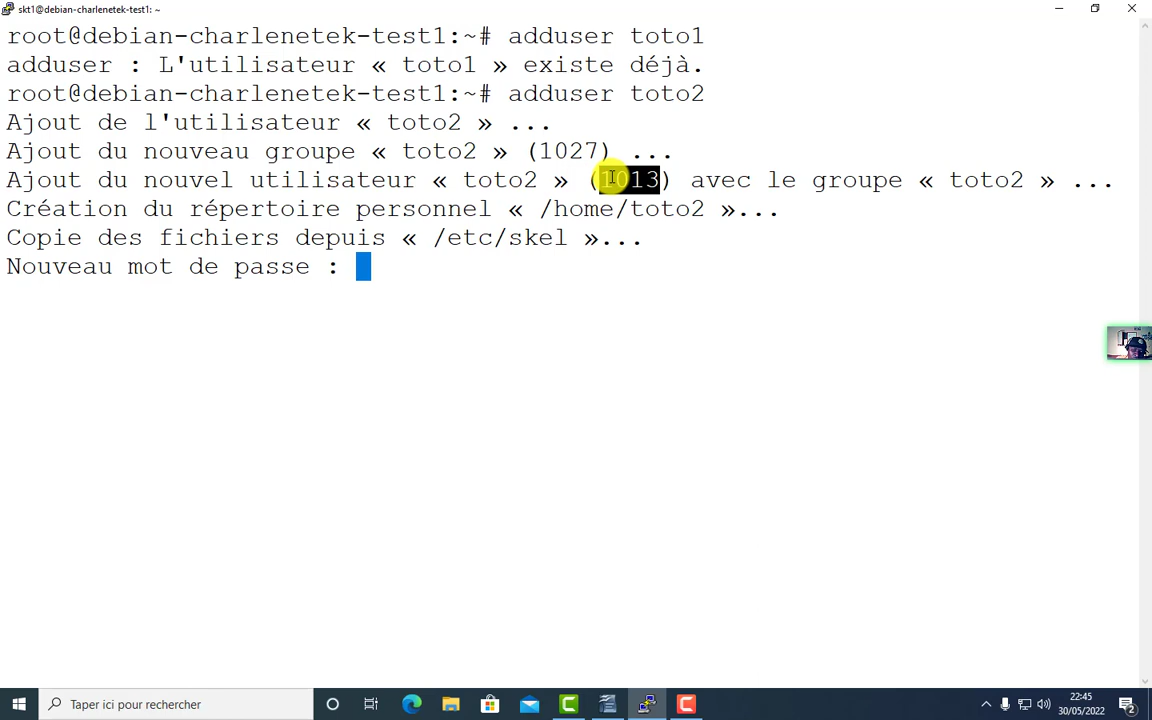 skt1@debian-charlenetek-test1: ~
root@debian-charlenetek-test1:~# adduser toto1
adduser : L'utilisateur « toto1 » existe déjà.
root@debian-charlenetek-test1:~# adduser toto2
Ajout de l'utilisateur « toto2 » ...
Ajout du nouveau groupe « toto2 » (1027) ...
Ajout du nouvel utilisateur « toto2 » (1013) avec le groupe « toto2 » ...
Création du répertoire personnel « /home/toto2 »...
Copie des fichiers depuis « /etc/skel »...
Nouveau mot de passe :
Taper ici pour rechercher
22:45
30/05/2022
2